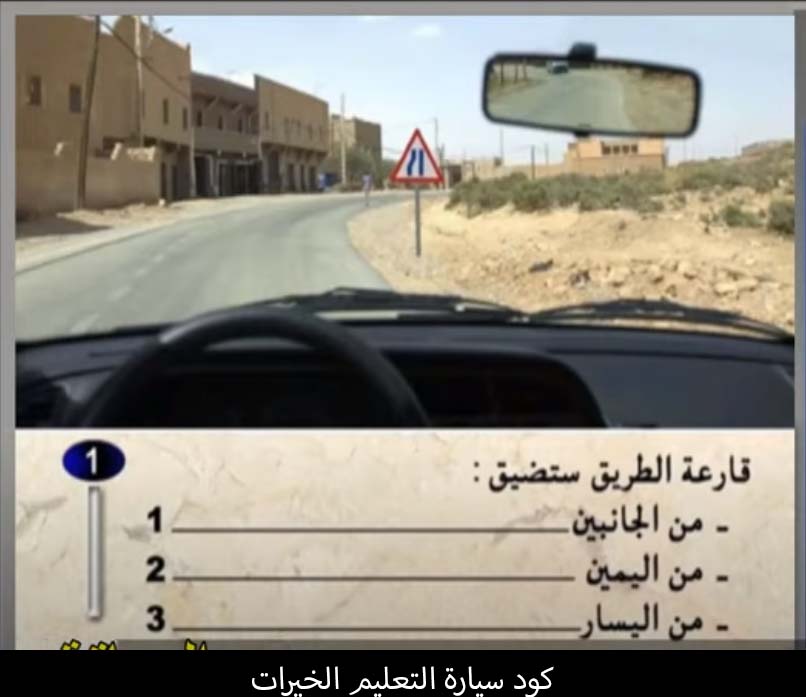 1
قارعة الطريق ستضيق :
- من الجانبين 1
- من اليمين 2
- من اليسار 3
كود سيارة التعليم الخيرات